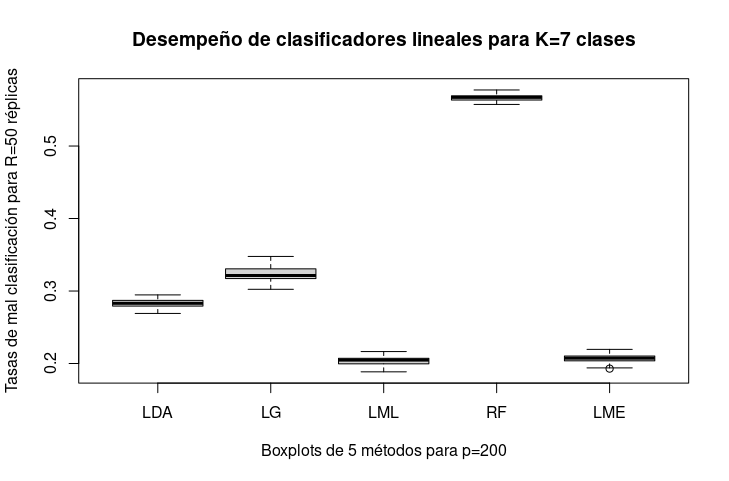 Desempeño de clasificadores lineales para K=7 clases
Tasas de mal clasificación para R=50 réplicas
0.5
0.4
0.3
0.2
LDA LG LML RF LME
Boxplots de 5 métodos para p=200